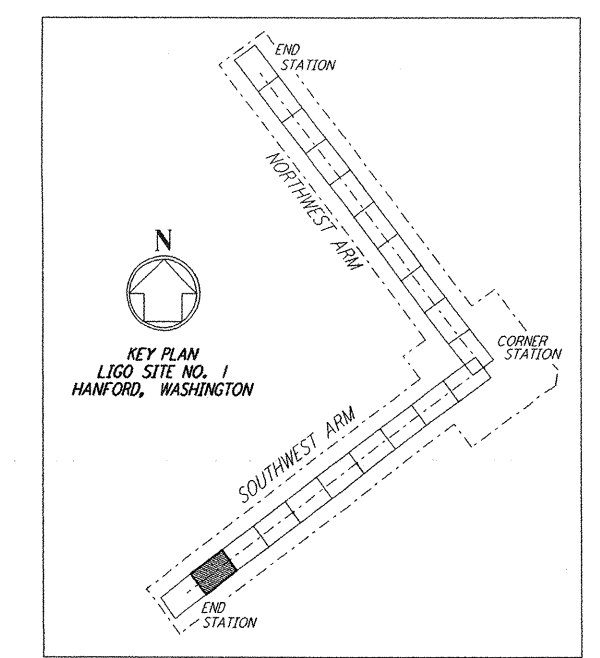 END
STATION
NORTHWEST ARM
N
KEY PLAN
LIGO SITE NO. 1
HANFORD, WASHINGTON
CORNER
STATION
SOUTHWEST ARM
END
STATION